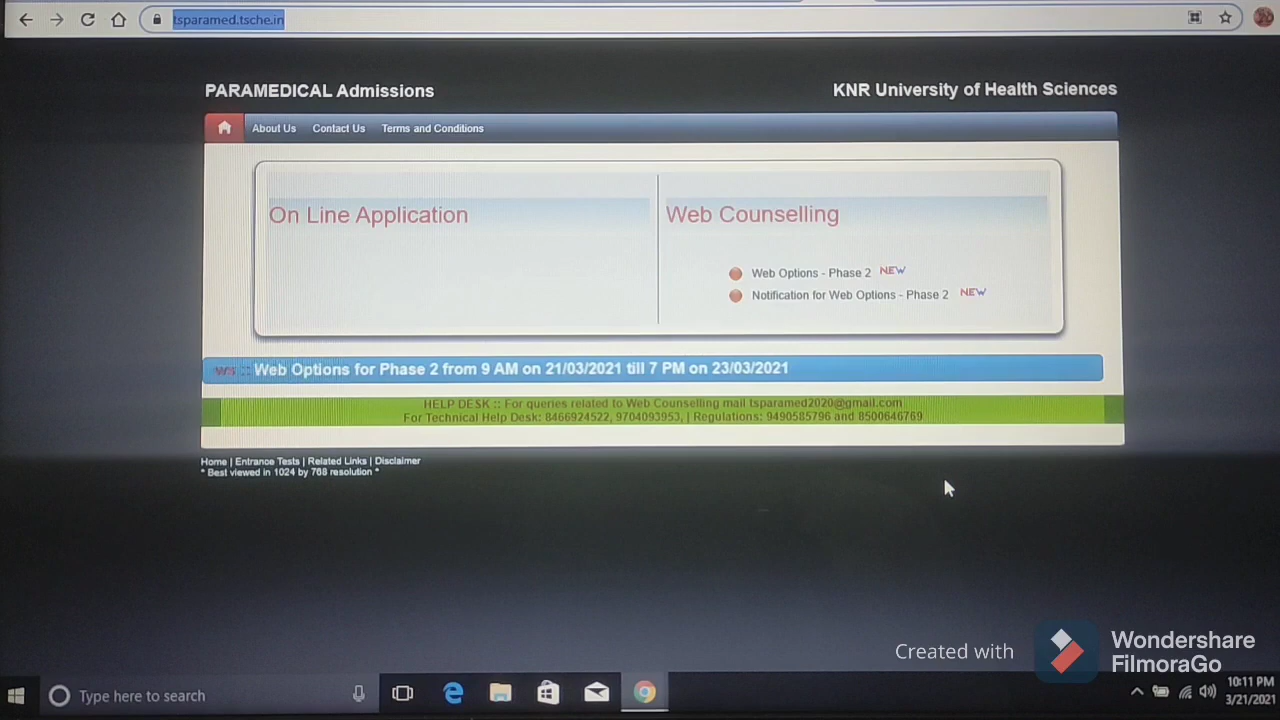 tsparamed.tsche.in
PARAMEDICAL Admissions
KNR University of Health Sciences
About Us Contact Us Terms and Conditions
On Line Application
Web Counselling
Web Options - Phase 2 NEW
Notification for Web Options - Phase 2 NEW
Web Options for Phase 2 from 9 AM on 21/03/2021 till 7 PM on 23/03/2021
HELP DESK :: For queries related to Web Counselling mail tsparamed2020@gmail.com
For Technical Help Desk: 8466924522, 9704093953, | Regulations: 9490585796 and 8500646769
Home | Entrance Tests | Related Links | Disclaimer
* Best viewed in 1024 by 768 resolution *
Created with
Wondershare
FilmoraGo
Type here to search
10:11 PM
3/21/2021